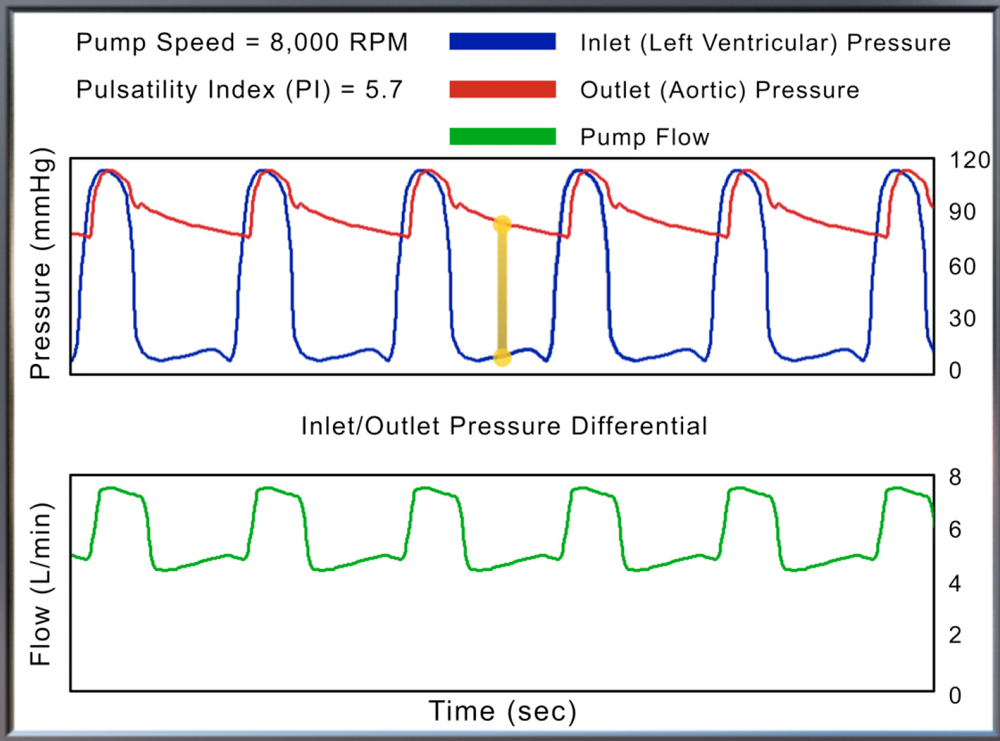 Pump Speed = 8,000 RPM
Pulsatility Index (PI) = 5.7
Inlet (Left Ventricular) Pressure
Outlet (Aortic) Pressure
Pump Flow
Pressure (mmHg)
120
90
60
30
0
Inlet/Outlet Pressure Differential
Flow (L/min)
8
6
4
2
0
Time (sec)